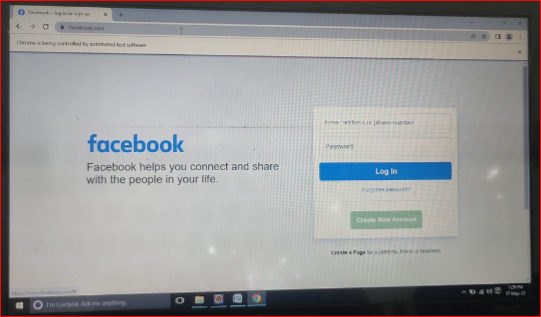 Facebook – log in or sign up
facebook.com
Chrome is being controlled by automated test software
facebook
Facebook helps you connect and share
with the people in your life.
Email address or phone number
Password
Log In
Forgotten password?
Create New Account
Create a Page for a celebrity, brand or business.
I'm Cortana. Ask me anything.